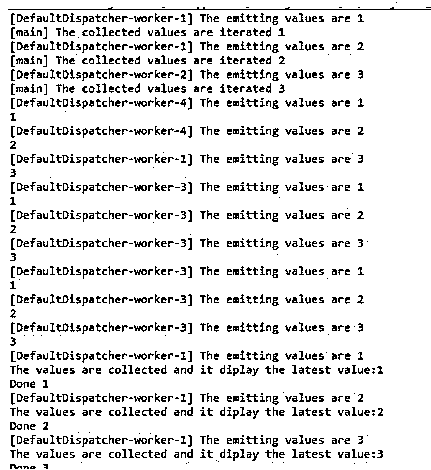 [DefaultDispatcher-worker-1] The emitting values are 1
[main] The collected values are iterated 1
[DefaultDispatcher-worker-1] The emitting values are 2
[main] The collected values are iterated 2
[DefaultDispatcher-worker-2] The emitting values are 3
[main] The collected values are iterated 3
[DefaultDispatcher-worker-4] The emitting values are 1
1
[DefaultDispatcher-worker-4] The emitting values are 2
2
[DefaultDispatcher-worker-1] The emitting values are 3
3
[DefaultDispatcher-worker-3] The emitting values are 1
1
[DefaultDispatcher-worker-3] The emitting values are 2
2
[DefaultDispatcher-worker-3] The emitting values are 3
3
[DefaultDispatcher-worker-3] The emitting values are 1
1
[DefaultDispatcher-worker-3] The emitting values are 2
2
[DefaultDispatcher-worker-3] The emitting values are 3
3
[DefaultDispatcher-worker-1] The emitting values are 1
The values are collected and it diplay the latest value:1
Done 1
[DefaultDispatcher-worker-1] The emitting values are 2
The values are collected and it diplay the latest value:2
Done 2
[DefaultDispatcher-worker-1] The emitting values are 3
The values are collected and it diplay the latest value:3
Done 3